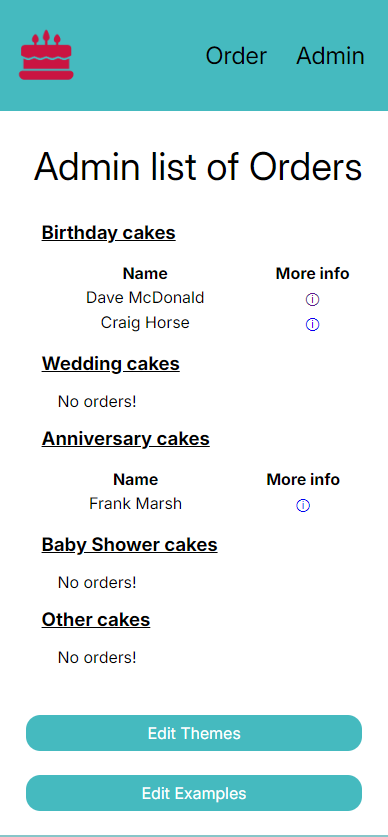 Order Admin
Admin list of Orders
Birthday cakes
Name More info
Dave McDonald ⓘ
Craig Horse ⓘ
Wedding cakes
No orders!
Anniversary cakes
Name More info
Frank Marsh ⓘ
Baby Shower cakes
No orders!
Other cakes
No orders!
Edit Themes
Edit Examples